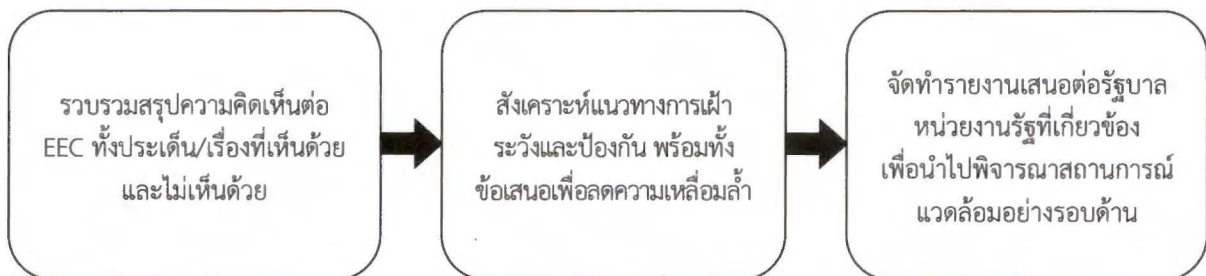 รวบรวมสรุปความคิดเห็นต่อ
EEC ทั้งประเด็น/เรื่องที่เห็นด้วย
และไม่เห็นด้วย
สังเคราะห์แนวทางการเฝ้า
ระวังและป้องกัน พร้อมทั้ง
ข้อเสนอเพื่อลดความเหลื่อมล้ำ
จัดทำรายงานเสนอต่อรัฐบาล
หน่วยงานรัฐที่เกี่ยวข้อง
เพื่อนำไปพิจารณาสถานการณ์
แวดล้อมอย่างรอบด้าน